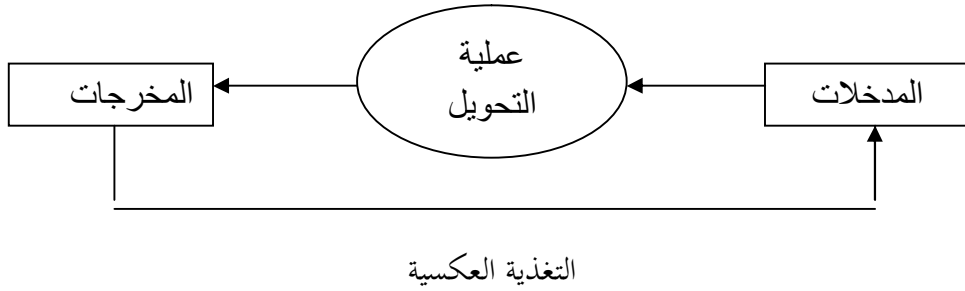 المدخلات
عملية
التحويل
المخرجات
التغذية العكسية